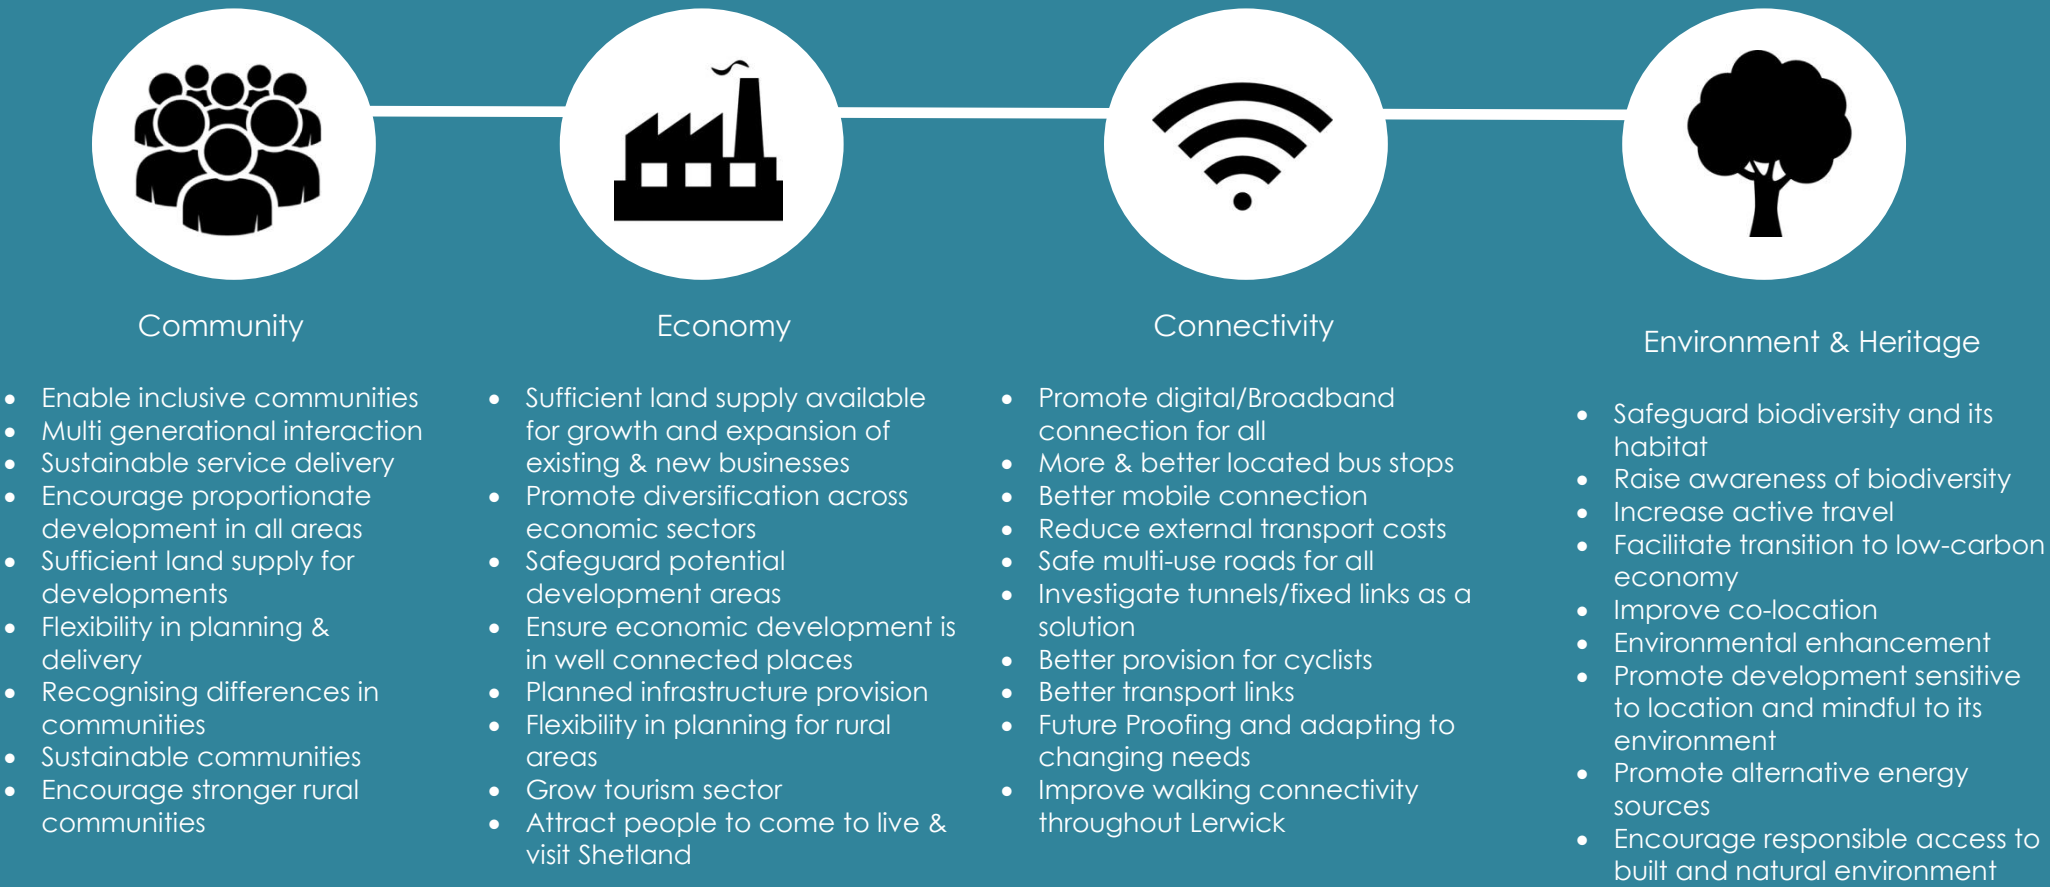 Community
• Enable inclusive communities
• Multi generational interaction
• Sustainable service delivery
• Encourage proportionate
development in all areas
• Sufficient land supply for
developments
• Flexibility in planning &
delivery
• Recognising differences in
communities
• Sustainable communities
• Encourage stronger rural
communities
Economy
• Sufficient land supply available
for growth and expansion of
existing & new businesses
• Promote diversification across
economic sectors
• Safeguard potential
development areas
• Ensure economic development is
in well connected places
• Planned infrastructure provision
• Flexibility in planning for rural
areas
• Grow tourism sector
• Attract people to come to live &
visit Shetland
Connectivity
• Promote digital/Broadband
connection for all
• More & better located bus stops
• Better mobile connection
• Reduce external transport costs
• Safe multi-use roads for all
• Investigate tunnels/fixed links as a
solution
• Better provision for cyclists
• Better transport links
• Future Proofing and adapting to
changing needs
• Improve walking connectivity
throughout Lerwick
Environment & Heritage
• Safeguard biodiversity and its
habitat
• Raise awareness of biodiversity
• Increase active travel
• Facilitate transition to low-carbon
economy
• Improve co-location
• Environmental enhancement
• Promote development sensitive
to location and mindful to its
environment
• Promote alternative energy
sources
• Encourage responsible access to
built and natural environment